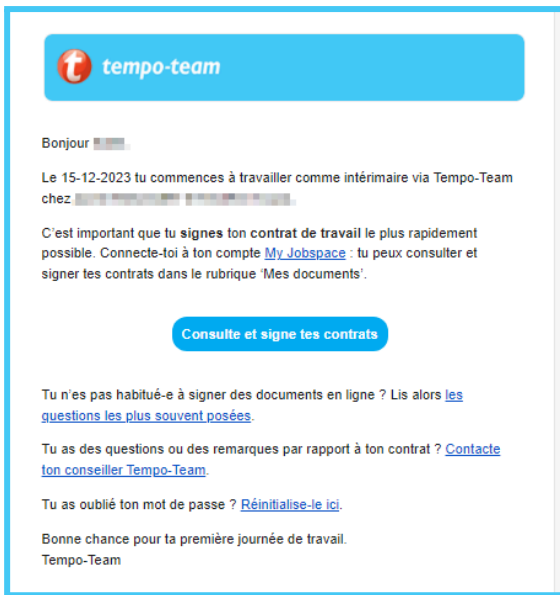 tempo-team
Bonjour
Le 15-12-2023 tu commences à travailler comme intérimaire via Tempo-Team
chez
C'est important que tu signes ton contrat de travail le plus rapidement
possible. Connecte-toi à ton compte My Jobspace : tu peux consulter et
signer tes contrats dans le rubrique 'Mes documents'.
Consulte et signe tes contrats
Tu n'es pas habitué-e à signer des documents en ligne ? Lis alors les
questions les plus souvent posées.
Tu as des questions ou des remarques par rapport à ton contrat ? Contacte
ton conseiller Tempo-Team.
Tu as oublié ton mot de passe ? Réinitialise-le ici.
Bonne chance pour ta première journée de travail.
Tempo-Team